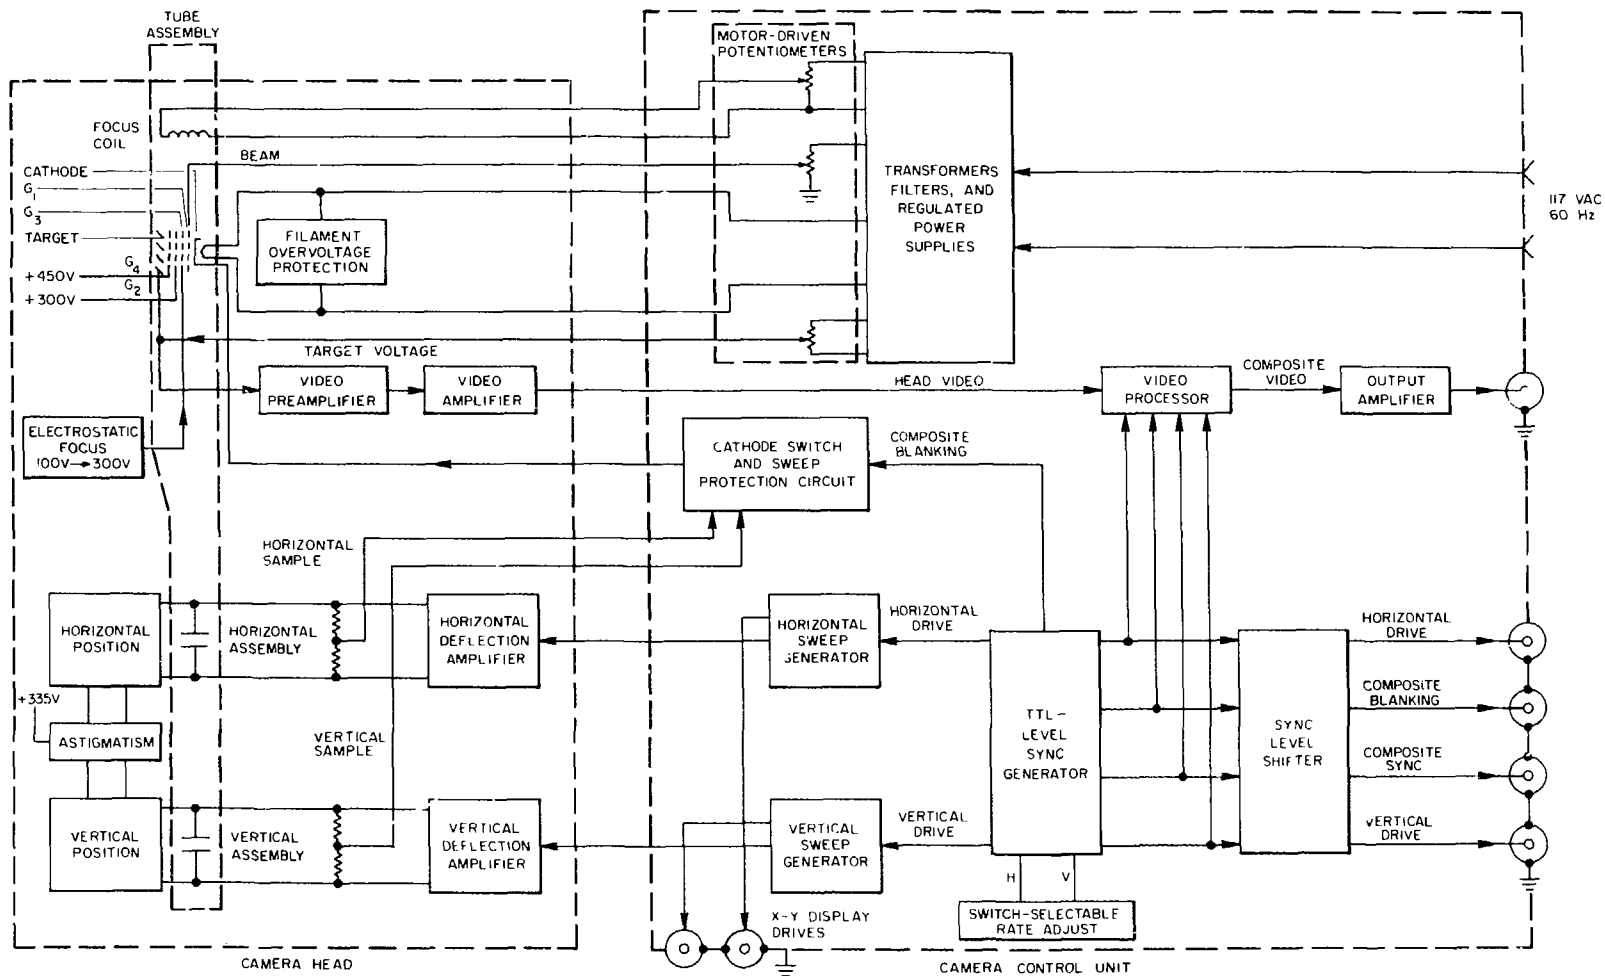 TUBE
ASSEMBLY
MOTOR-DRIVEN
POTENTIOMETERS
FOCUS
COIL
BEAM
CATHODE
G1
G3
TARGET
G4
+450V
G2
+300V
FILAMENT
OVERVOLTAGE
PROTECTION
TRANSFORMERS
FILTERS, AND
REGULATED
POWER
SUPPLIES
117 VAC
60 Hz
TARGET VOLTAGE
VIDEO
PREAMPLIFIER
VIDEO
AMPLIFIER
HEAD VIDEO
VIDEO
PROCESSOR
COMPOSITE
VIDEO
OUTPUT
AMPLIFIER
ELECTROSTATIC
FOCUS
100V→300V
CATHODE SWITCH
AND SWEEP
PROTECTION CIRCUIT
COMPOSITE
BLANKING
HORIZONTAL
SAMPLE
HORIZONTAL
POSITION
HORIZONTAL
ASSEMBLY
HORIZONTAL
DEFLECTION
AMPLIFIER
HORIZONTAL
SWEEP
GENERATOR
HORIZONTAL
DRIVE
HORIZONTAL
DRIVE
+335V
ASTIGMATISM
VERTICAL
SAMPLE
TTL-
LEVEL
SYNC
GENERATOR
SYNC
LEVEL
SHIFTER
COMPOSITE
BLANKING
COMPOSITE
SYNC
VERTICAL
POSITION
VERTICAL
ASSEMBLY
VERTICAL
DEFLECTION
AMPLIFIER
VERTICAL
SWEEP
GENERATOR
VERTICAL
DRIVE
VERTICAL
DRIVE
H
V
SWITCH-SELECTABLE
RATE ADJUST
X-Y DISPLAY
DRIVES
CAMERA HEAD
CAMERA CONTROL UNIT